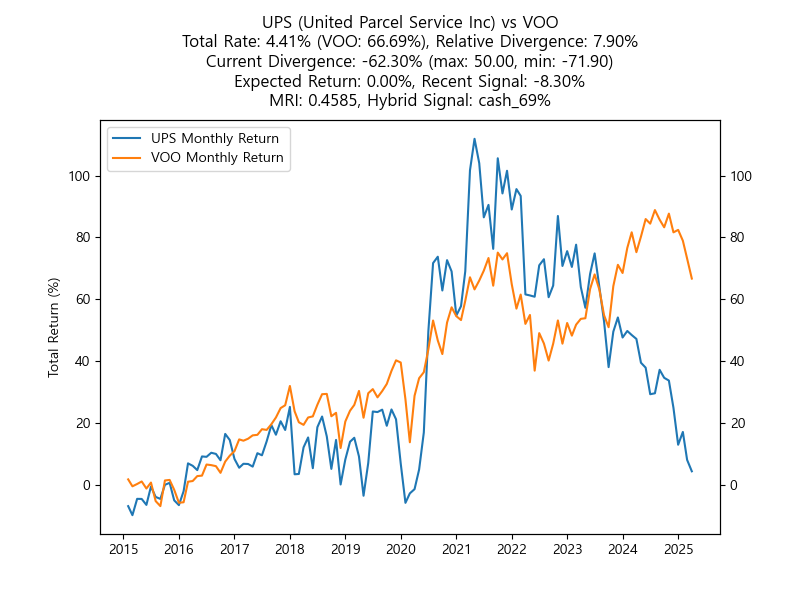 UPS (United Parcel Service Inc) vs VOO
Total Rate: 4.41% (VOO: 66.69%), Relative Divergence: 7.90%
Current Divergence: -62.30% (max: 50.00, min: -71.90)
Expected Return: 0.00%, Recent Signal: -8.30%
MRI: 0.4585, Hybrid Signal: cash_69%
UPS Monthly Return
VOO Monthly Return
Total Return (%)
100
80
60
40
20
0
100
80
60
40
20
0
2015 2016 2017 2018 2019 2020 2021 2022 2023 2024 2025